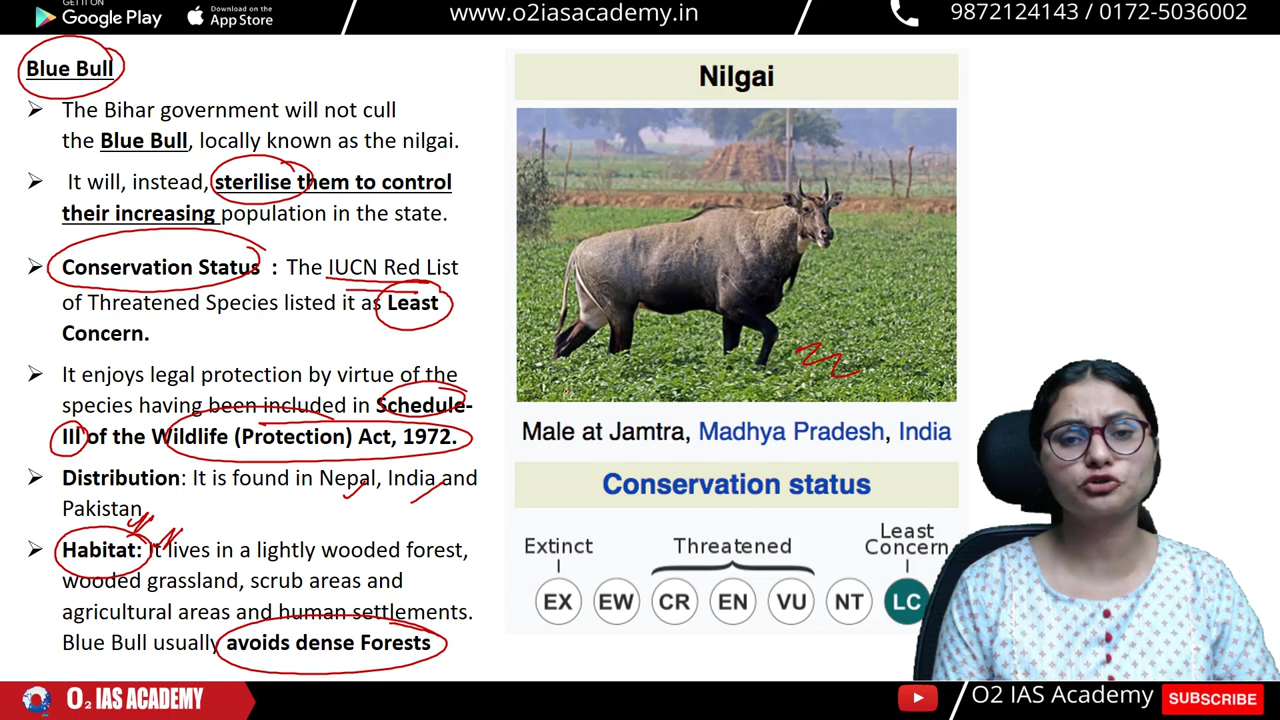 GET IT ON
Google Play
Download on the
App Store
www.o2iasacademy.in
9872124143 / 0172-5036002
Blue Bull
➢ The Bihar government will not cull
the Blue Bull, locally known as the nilgai.
➢ It will, instead, sterilise them to control
their increasing population in the state.
➢ Conservation Status : The IUCN Red List
of Threatened Species listed it as Least
Concern.
➢ It enjoys legal protection by virtue of the
species having been included in Schedule-
III of the Wildlife (Protection) Act, 1972.
➢ Distribution: It is found in Nepal, India and
Pakistan
➢ Habitat: It lives in a lightly wooded forest,
wooded grassland, scrub areas and
agricultural areas and human settlements.
Blue Bull usually avoids dense Forests
Nilgai
Male at Jamtra, Madhya Pradesh, India
Conservation status
Extinct
Threatened
Least
Concern
EX EW CR EN VU NT LC
O2 IAS ACADEMY
O2 IAS Academy
SUBSCRIBE